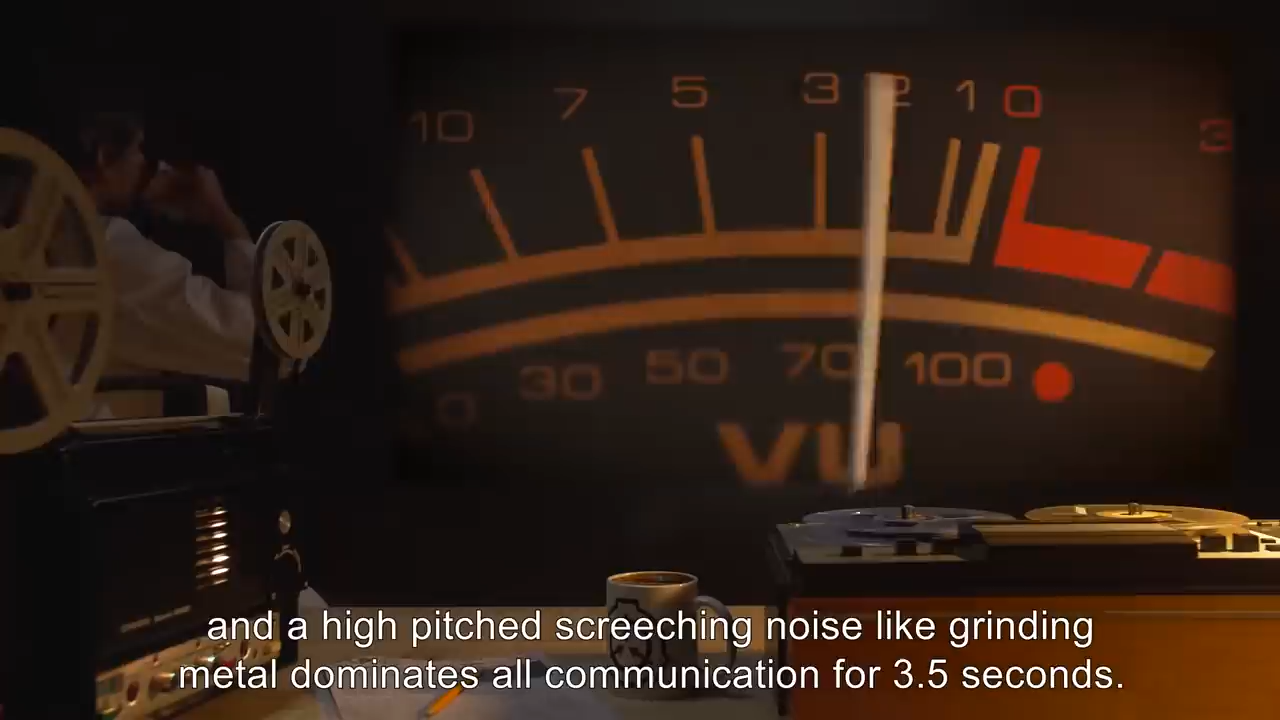 10 7 5 3 2 1 0 3
0 30 50 70 100
VU
and a high pitched screeching noise like grinding
metal dominates all communication for 3.5 seconds.